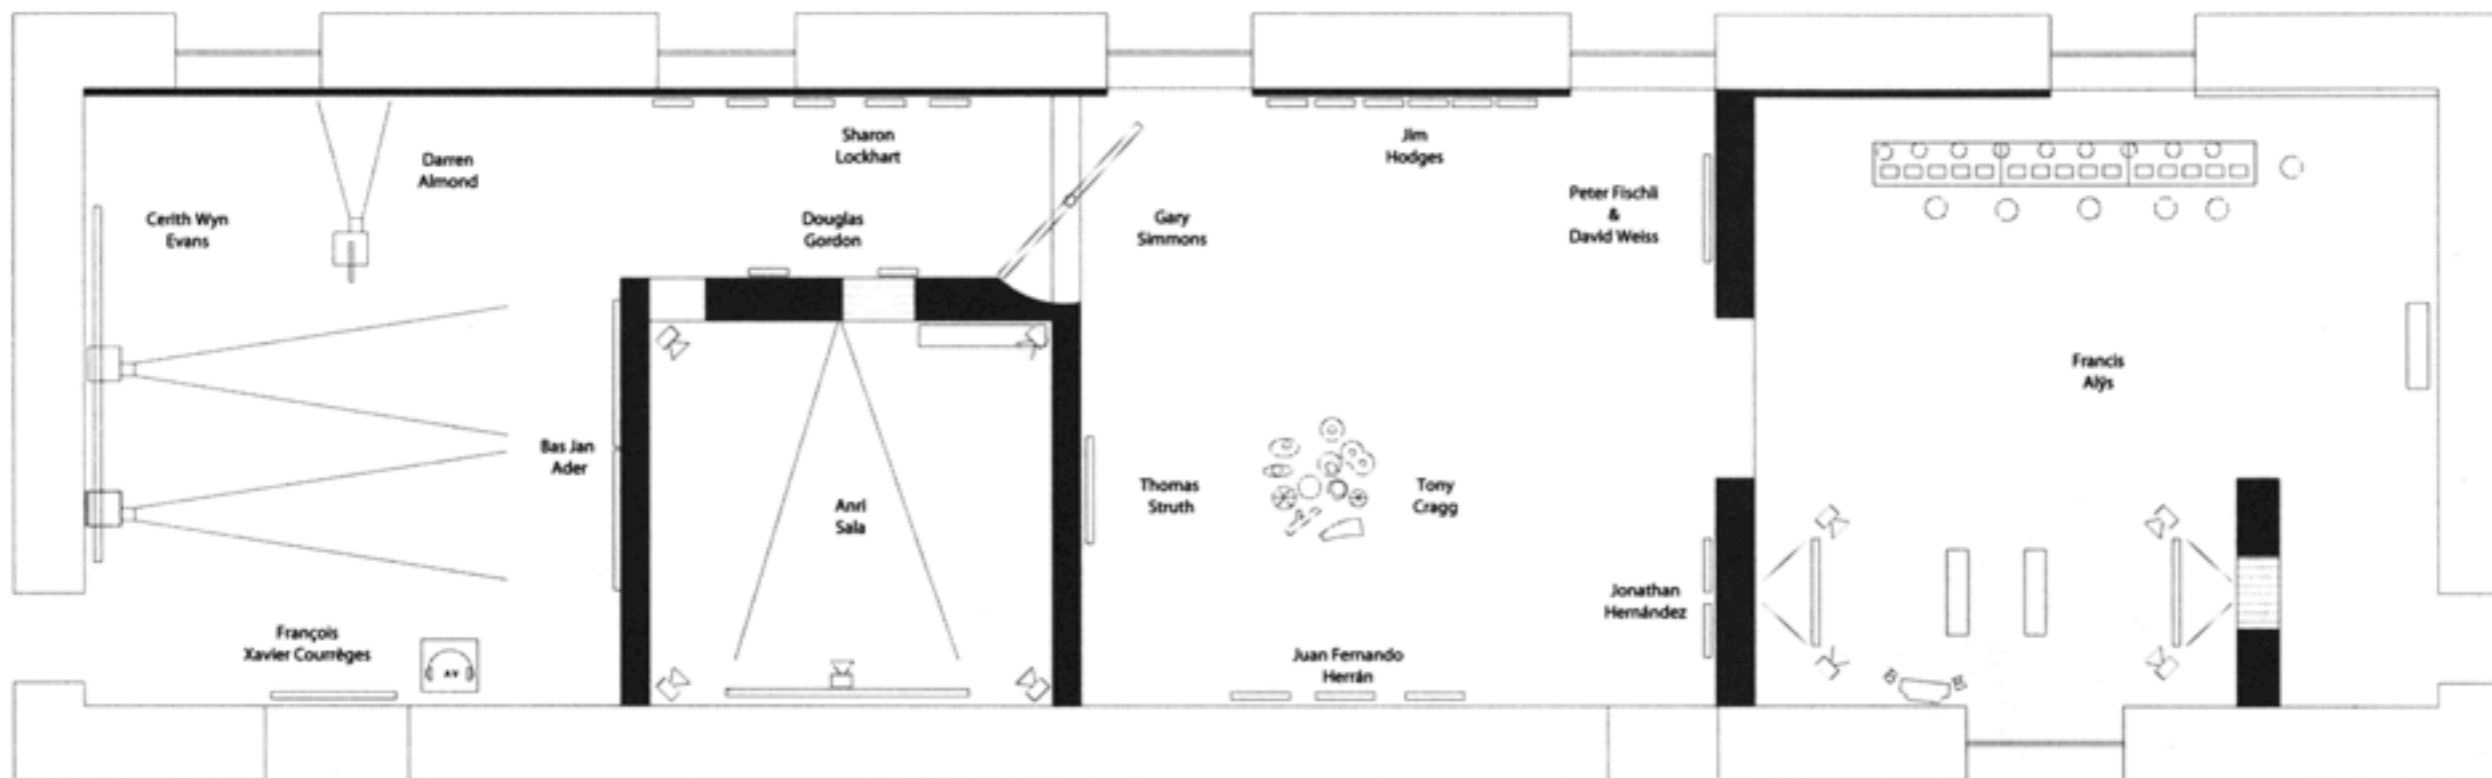 Sharon
Lockhart
Jim
Hodges
Darren
Almond
Cerith Wyn
Evans
Douglas
Gordon
Gary
Simmons
Peter Fischli
&
David Weiss
Francis
Alÿs
Bas Jan
Ader
Anri
Sala
Thomas
Struth
Tony
Cragg
Jonathan
Hernández
François
Xavier Courrèges
Juan Fernando
Herrán